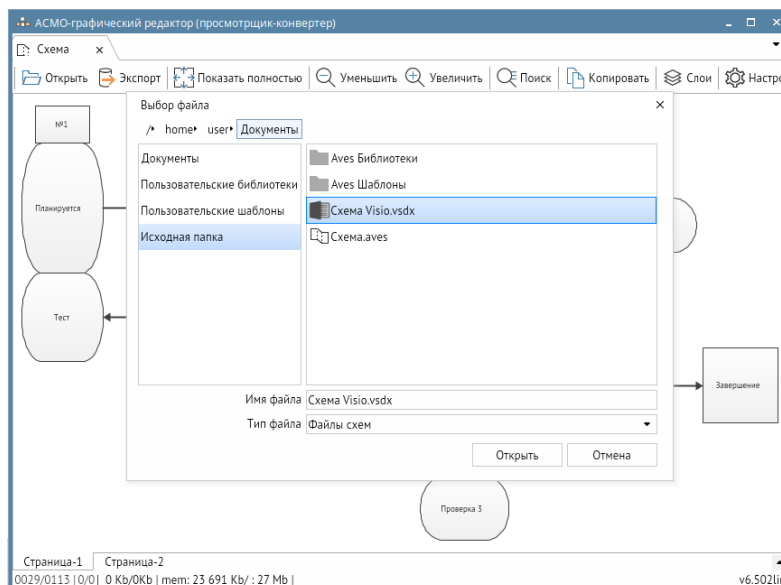 АСМО-графический редактор (просмотрщик-конвертер)
Схема
Открыть Экспорт Показать полностью Уменьшить Увеличить Поиск Копировать Слои Настро
Выбор файла
/ home user Документы
№1
Документы
Aves Библиотеки
Пользовательские библиотеки
Aves Шаблоны
Планируется
Пользовательские шаблоны
Схема Visio.vsdx
Исходная папка
Схема.aves
Тест
Завершение
Имя файла Схема Visio.vsdx
Тип файла Файлы схем
Открыть Отмена
Проверка 3
Страница-1 Страница-2
0029/0113 | 0/0 | 0 Kb/0Kb | mem: 23 691 Kb/ : 27 Mb |